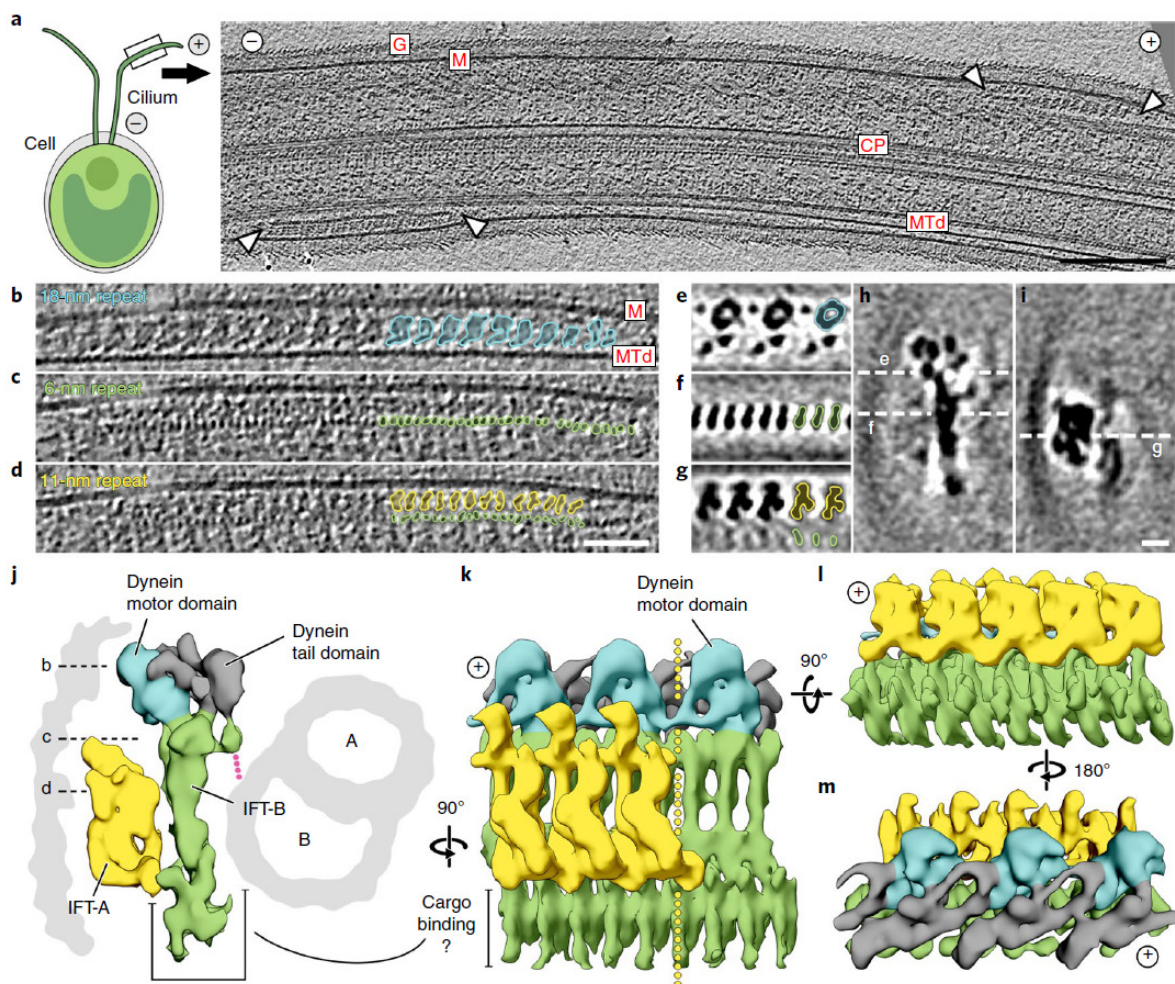 a
−
G
M
+
+
Cilium
−
Cell
CP
MTd
b
18-nm repeat
M
MTd
c
6-nm repeat
d
11-nm repeat
e
f
g
h
e
f
i
g
j
Dynein
motor domain
Dynein
tail domain
b
c
d
A
B
IFT-B
IFT-A
90°
k
Dynein
motor domain
+
Cargo
binding
?
90°
l
+
180°
m
+